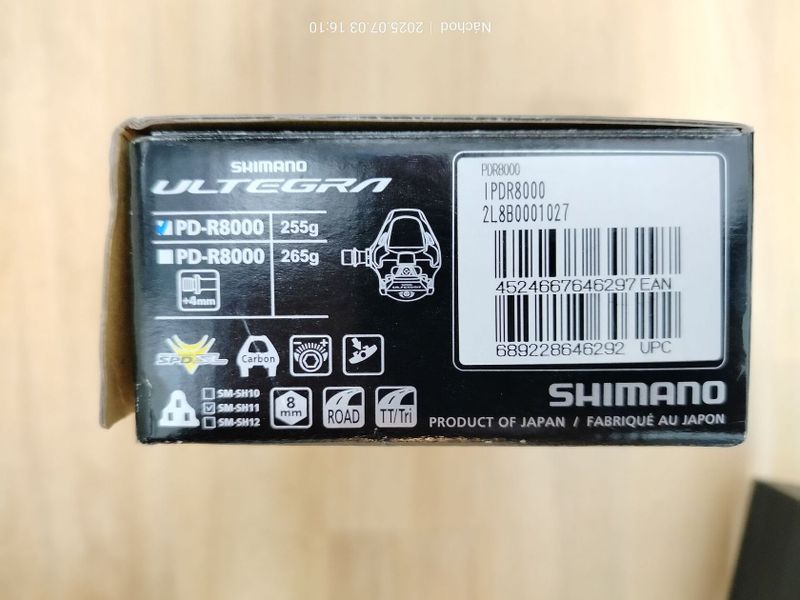 Náchod | 2025.07.03 16:10
SHIMANO
ULTEGRA
PD-R8000 255g
PD-R8000 265g
+4mm
SPD-SL
Carbon
SM-SH10
SM-SH11
SM-SH12
8
mm
ROAD
TT/Tri
PDR8000
IPDR8000
2L8B0001027
4524667646297 EAN
689228646292 UPC
SHIMANO
PRODUCT OF JAPAN / FABRIQUÉ AU JAPON